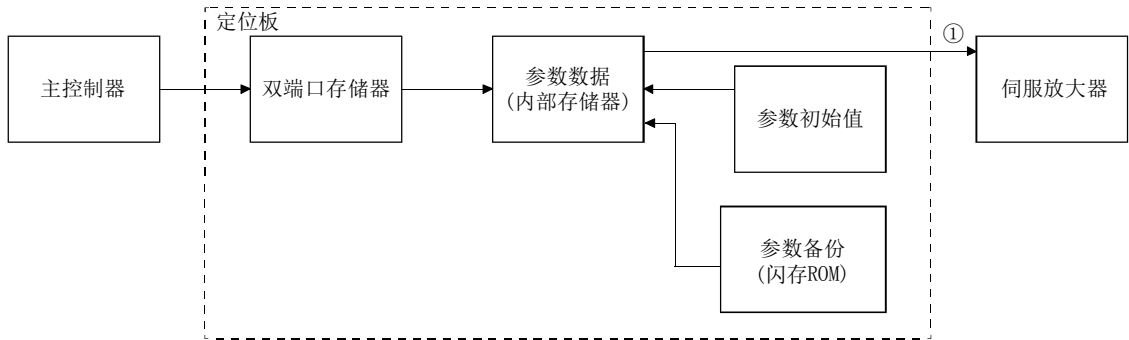 定位板
①
主控制器
双端口存储器
参数数据
(内部存储器)
伺服放大器
参数初始值
参数备份
(闪存ROM)